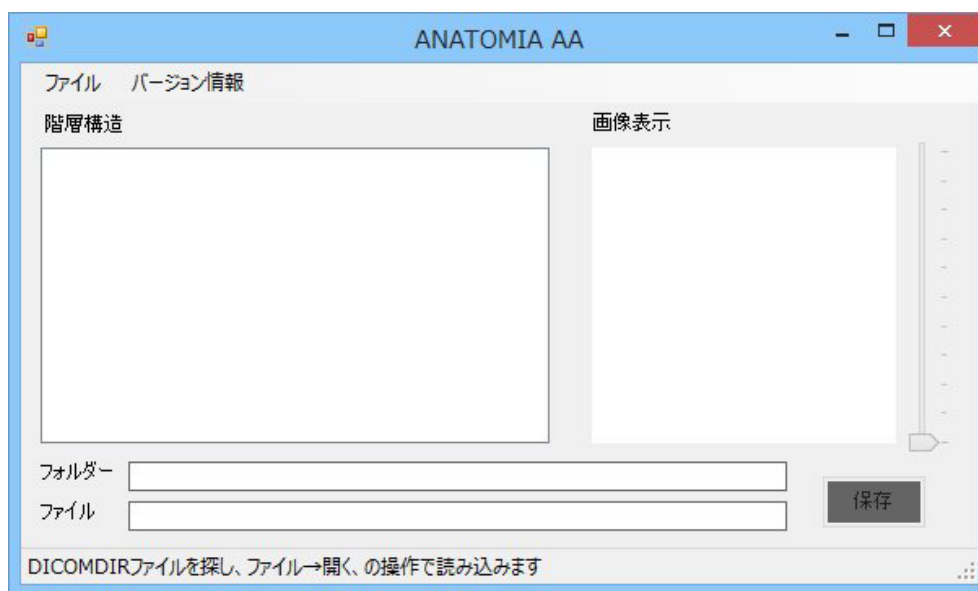 ANATOMIA AA
ファイル バージョン情報
階層構造 画像表示
フォルダー
ファイル 保存
DICOMDIRファイルを探し、ファイル→開く、の操作で読み込みます